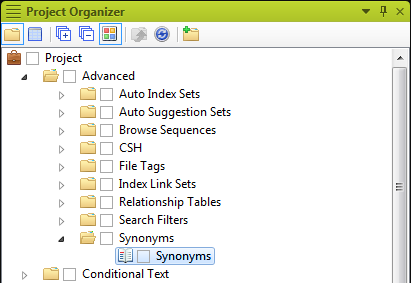 Project Organizer
Project
Advanced
Auto Index Sets
Auto Suggestion Sets
Browse Sequences
CSH
File Tags
Index Link Sets
Relationship Tables
Search Filters
Synonyms
Synonyms
Conditional Text